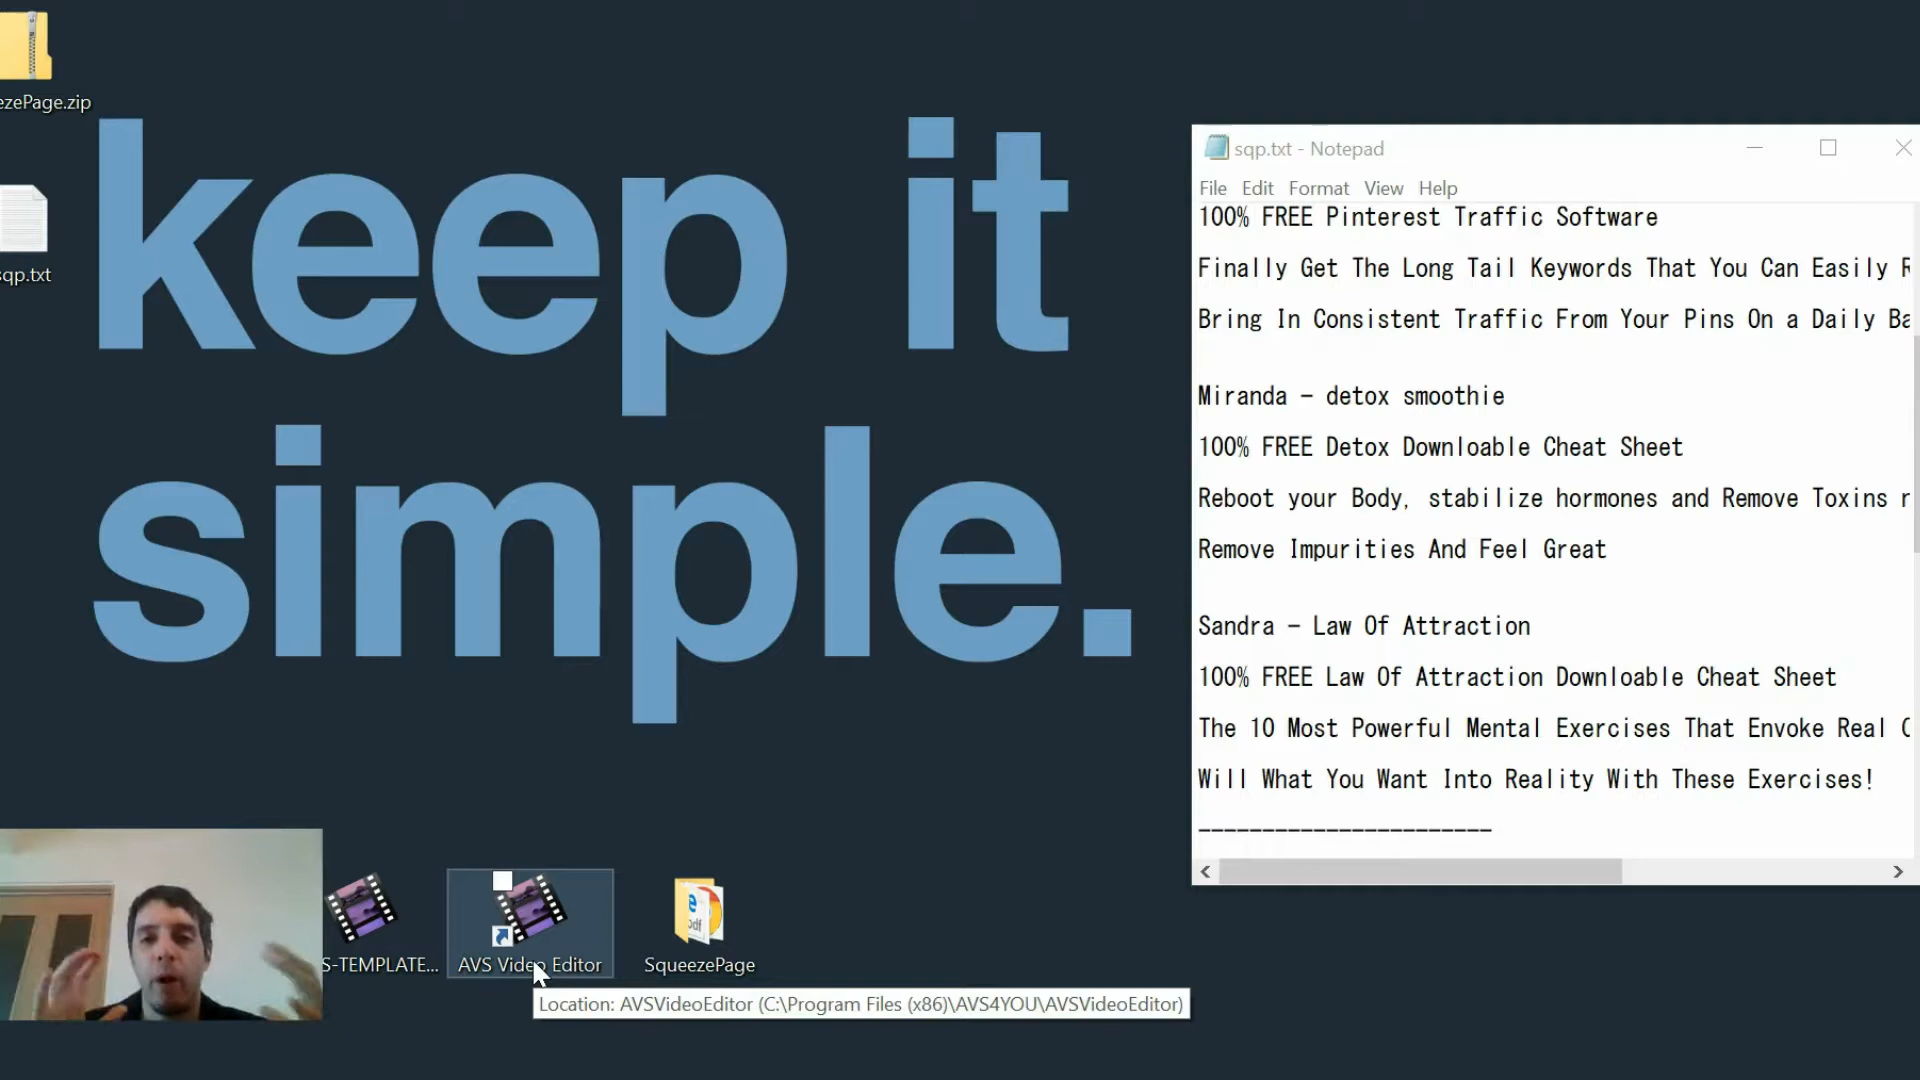 ezePage.zip
sqp.txt
keep it
simple.
sqp.txt - Notepad
File Edit Format View Help
100% FREE Pinterest Traffic Software
Finally Get The Long Tail Keywords That You Can Easily R
Bring In Consistent Traffic From Your Pins On a Daily Ba
Miranda - detox smoothie
100% FREE Detox Downloable Cheat Sheet
Reboot your Body, stabilize hormones and Remove Toxins r
Remove Impurities And Feel Great
Sandra - Law Of Attraction
100% FREE Law Of Attraction Downloable Cheat Sheet
The 10 Most Powerful Mental Exercises That Envoke Real C
Will What You Want Into Reality With These Exercises!
-----------------------
S-TEMPLATE...
AVS Video Editor
SqueezePage
Location: AVSVideoEditor (C:\Program Files (x86)\AVS4YOU\AVSVideoEditor)